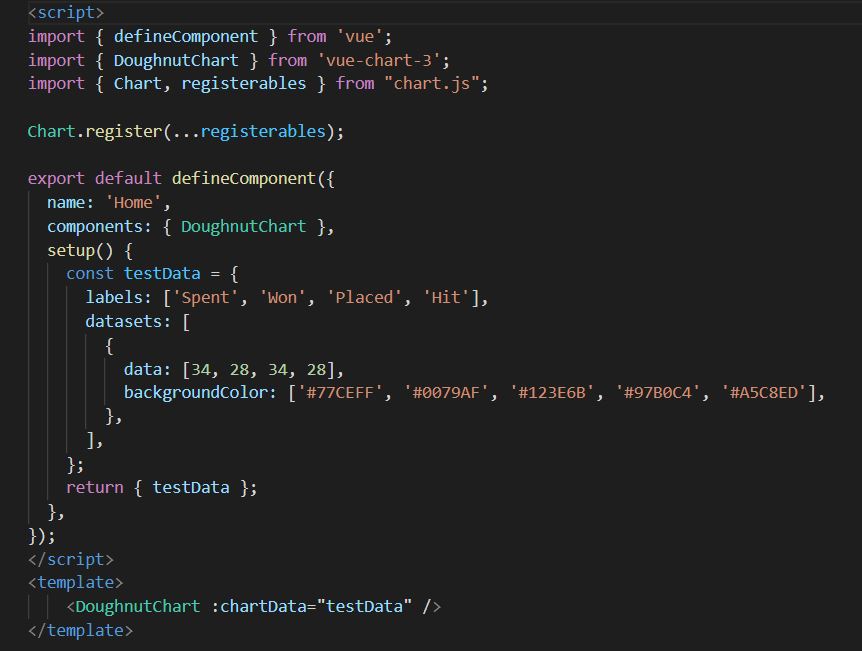 <script>
import { defineComponent } from 'vue';
import { DoughnutChart } from 'vue-chart-3';
import { Chart, registerables } from "chart.js";
Chart.register(...registerables);
export default defineComponent({
name: 'Home',
components: { DoughnutChart },
setup() {
const testData = {
labels: ['Spent', 'Won', 'Placed', 'Hit'],
datasets: [
{
data: [34, 28, 34, 28],
backgroundColor: ['#77CEFF', '#0079AF', '#123E6B', '#97B0C4', '#A5C8ED'],
},
],
};
return { testData };
},
});
</script>
<template>
<DoughnutChart :chartData="testData" />
</template>